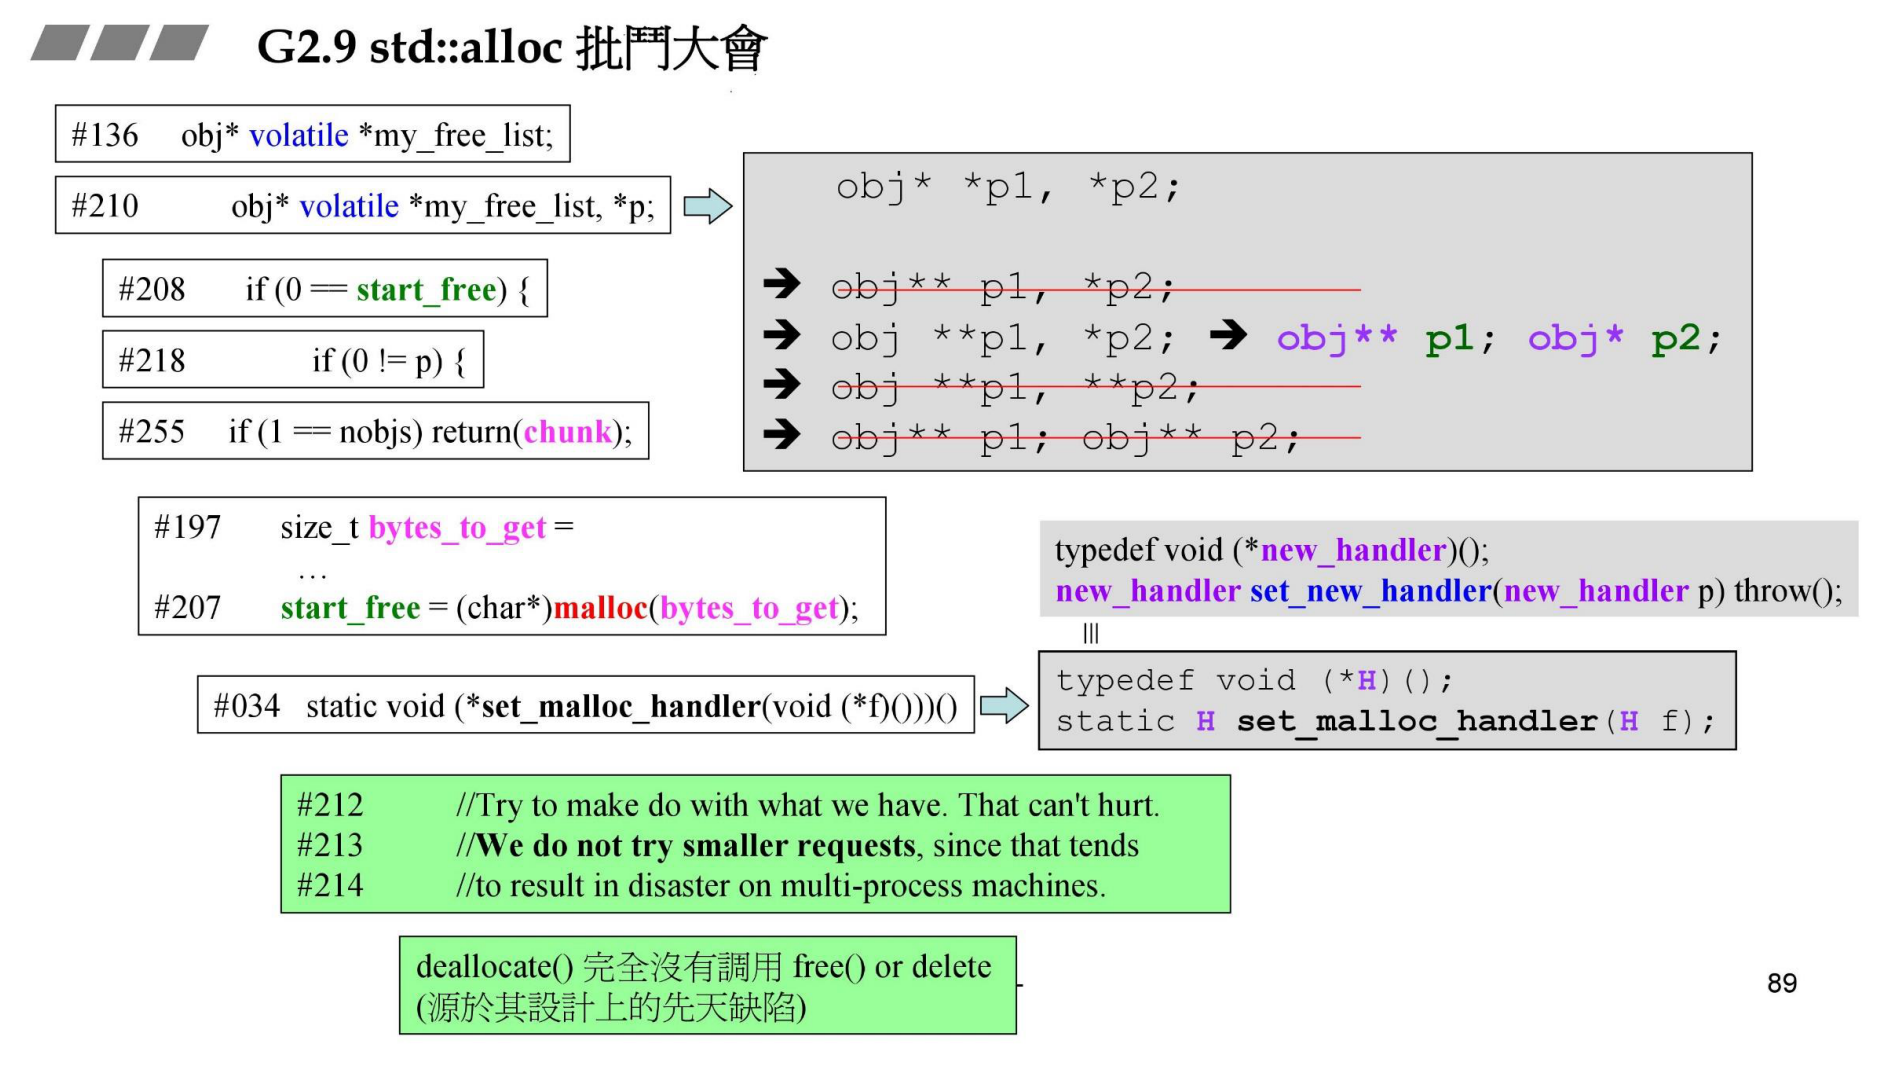 G2.9 std::alloc 批鬥大會
#136 obj* volatile *my_free_list;
#210 obj* volatile *my_free_list, *p;
#208 if (0 == start_free) {
#218 if (0 != p) {
#255 if (1 == nobjs) return(chunk);
obj* *p1, *p2;
➔ obj** p1, *p2;
➔ obj **p1, *p2; ➔ obj** p1; obj* p2;
➔ obj **p1, **p2;
➔ obj** p1; obj** p2;
#197 size_t bytes_to_get =
…
#207 start_free = (char*)malloc(bytes_to_get);
typedef void (*new_handler)();
new_handler set_new_handler(new_handler p) throw();
|||
#034 static void (*set_malloc_handler(void (*f)()))()
typedef void (*H)();
static H set_malloc_handler(H f);
#212 //Try to make do with what we have. That can't hurt.
#213 //We do not try smaller requests, since that tends
#214 //to result in disaster on multi-process machines.
deallocate() 完全沒有調用 free() or delete
(源於其設計上的先天缺陷)
89